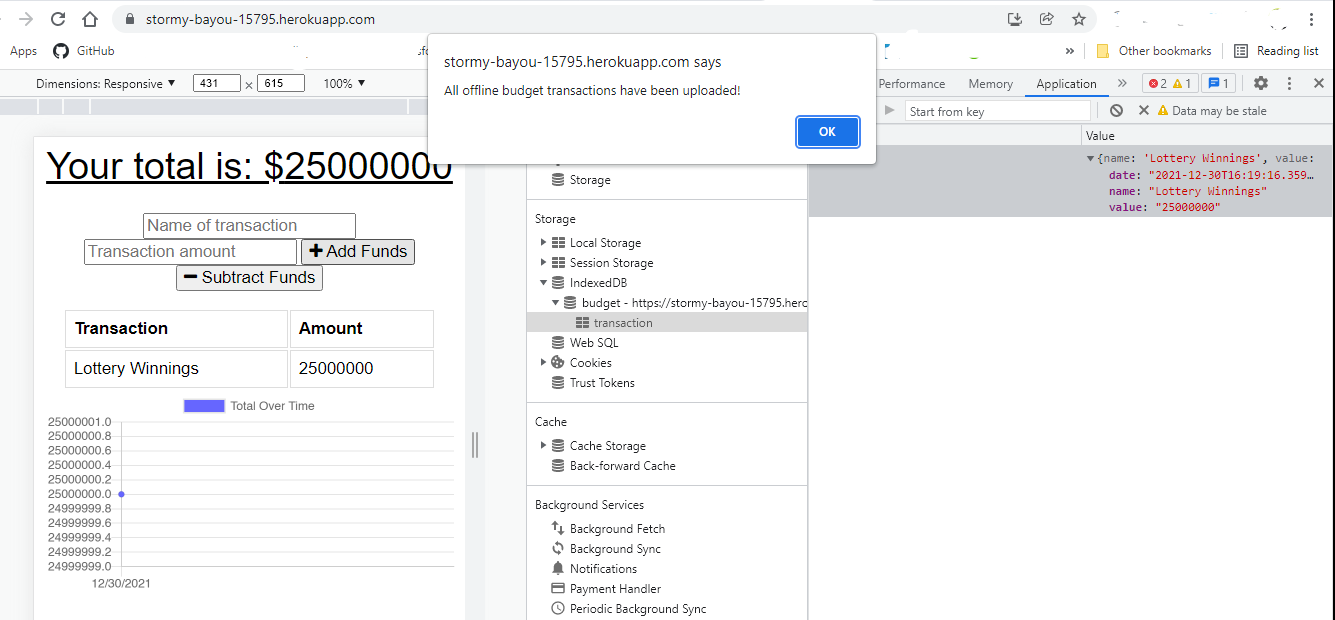 stormy-bayou-15795.herokuapp.com
Apps GitHub » Other bookmarks Reading list
stormy-bayou-15795.herokuapp.com says
All offline budget transactions have been uploaded!
OK
Dimensions: Responsive ▼ 431 × 615 100% ▼
Performance Memory Application » 2 1 1
Start from key Data may be stale
Value
{name: 'Lottery Winnings', value:
date: "2021-12-30T16:19:16.359…
name: "Lottery Winnings"
value: "25000000"
Your total is: $25000000
Name of transaction
Transaction amount + Add Funds
− Subtract Funds
Transaction Amount
Lottery Winnings 25000000
Total Over Time
25000001.0
25000000.8
25000000.6
25000000.4
25000000.2
25000000.0
24999999.8
24999999.6
24999999.4
24999999.2
24999999.0
12/30/2021
Storage
Storage
Local Storage
Session Storage
IndexedDB
budget - https://stormy-bayou-15795.hero
transaction
Web SQL
Cookies
Trust Tokens
Cache
Cache Storage
Back-forward Cache
Background Services
Background Fetch
Background Sync
Notifications
Payment Handler
Periodic Background Sync